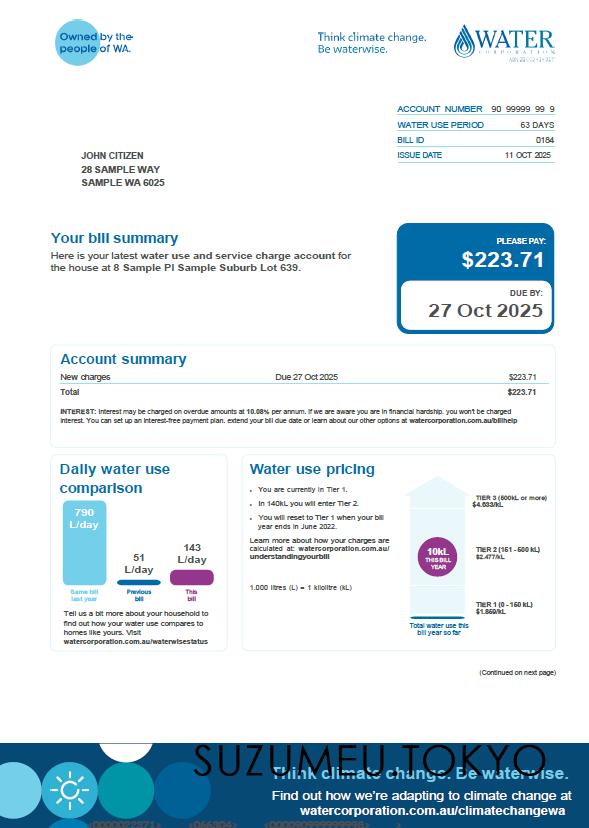 Owned by the
people of WA.
Think climate change.
Be waterwise.
WATER
CORPORATION
ACCOUNT NUMBER 90 99999 99 9
WATER USE PERIOD 63 DAYS
BILL ID 0184
ISSUE DATE 11 OCT 2025
JOHN CITIZEN
28 SAMPLE WAY
SAMPLE WA 6025
Your bill summary
Here is your latest water use and service charge account for
the house at 8 Sample Pl Sample Suburb Lot 639.
PLEASE PAY:
$223.71
DUE BY:
27 Oct 2025
Account summary
New charges Due 27 Oct 2025 $223.71
Total $223.71
INTEREST: Interest may be charged on overdue amounts at 10.08% per annum. If we are aware you are in financial hardship, you won't be charged
interest. You can set up an interest-free payment plan, extend your bill due date or learn about our other options at watercorporation.com.au/billhelp
Daily water use
comparison
790
L/day
51
L/day
143
L/day
Same bill
last year
Previous
bill
This
bill
Tell us a bit more about your household to
find out how your water use compares to
homes like yours. Visit
watercorporation.com.au/waterwisestatus
Water use pricing
• You are currently in Tier 1.
• In 140kL you will enter Tier 2.
• You will reset to Tier 1 when your bill
year ends in June 2022.
Learn more about how your charges are
calculated at: watercorporation.com.au/
understandingyourbill
1.000 litres (L) = 1 kilolitre (kL)
TIER 3 (500kL or more)
$4.633/kL
10kL
THIS BILL
YEAR
TIER 2 (151 - 500 kL)
$2.477/kL
TIER 1 (0 - 150 kL)
$1.859/kL
Total water use this
bill year so far
(Continued on next page)
SUZUMEU.TOKYO
Think climate change. Be waterwise.
Find out how we're adapting to climate change at
watercorporation.com.au/climatechangewa